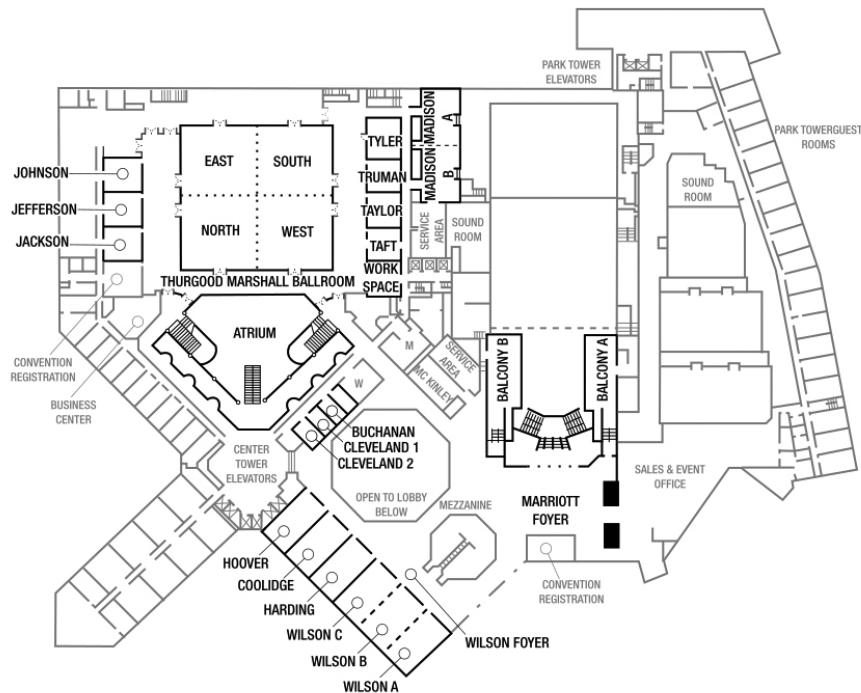 PARK TOWER
ELEVATORS
PARK TOWERGUEST
ROOMS
MADISON
A
MADISON
B
TYLER
TRUMAN
TAYLOR
TAFT
WORK
SPACE
EAST
SOUTH
NORTH
WEST
JOHNSON
JEFFERSON
JACKSON
SERVICE
AREA
SOUND
ROOM
SOUND
ROOM
THURGOOD MARSHALL BALLROOM
ATRIUM
CONVENTION
REGISTRATION
BUSINESS
CENTER
M
SERVICE
AREA
MC KINLEY
W
BALCONY B
BALCONY A
BUCHANAN
CLEVELAND 1
CLEVELAND 2
CENTER
TOWER
ELEVATORS
OPEN TO LOBBY
BELOW
MEZZANINE
MARRIOTT
FOYER
SALES & EVENT
OFFICE
CONVENTION
REGISTRATION
HOOVER
COOLIDGE
HARDING
WILSON C
WILSON B
WILSON A
WILSON FOYER